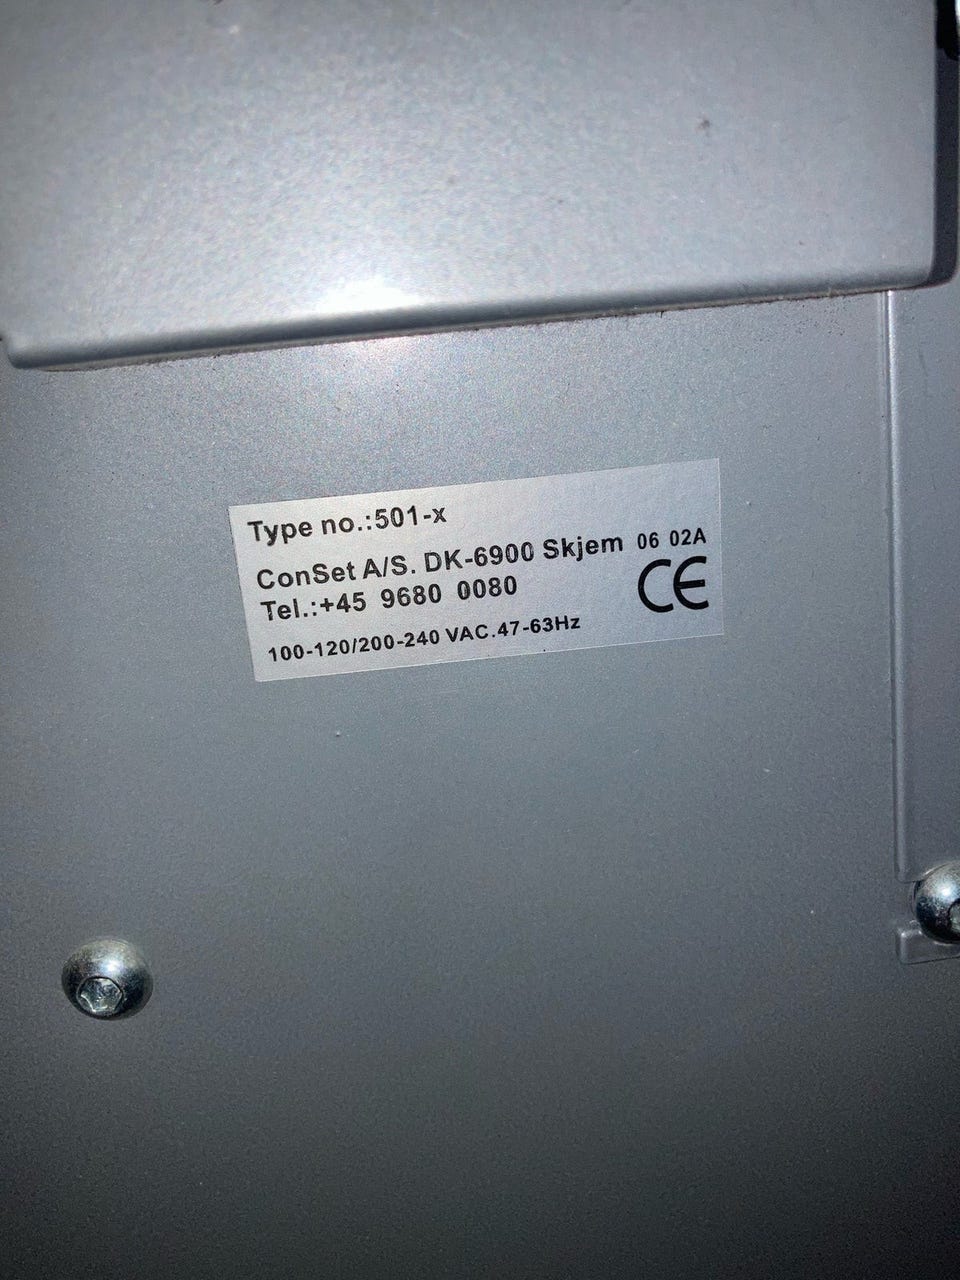 Type no.:501-x
ConSet A/S. DK-6900 Skjem 06 02A
Tel.:+45 9680 0080
CE
100-120/200-240 VAC.47-63Hz